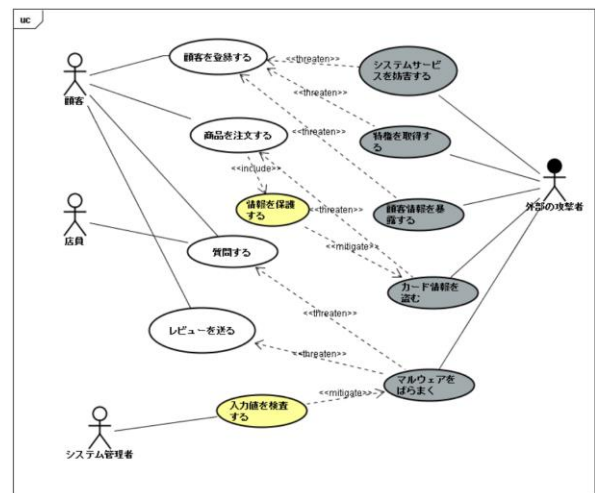 uc
顧客を登録する
<<threaten>>
システムサービ
スを妨害する
顧客
<<threaten>>
商品を注文する
<<threaten>>
特権を取得す
る
<<include>>
外部の攻撃者
情報を保護
する
<<threaten>>
顧客情報を暴
露する
店員
<<mitigate>>
質問する
カード情報を
盗む
<<threaten>>
レビューを送る
<<threaten>>
マルウェアを
ばらまく
<<mitigate>>
入力値を検査
する
システム管理者